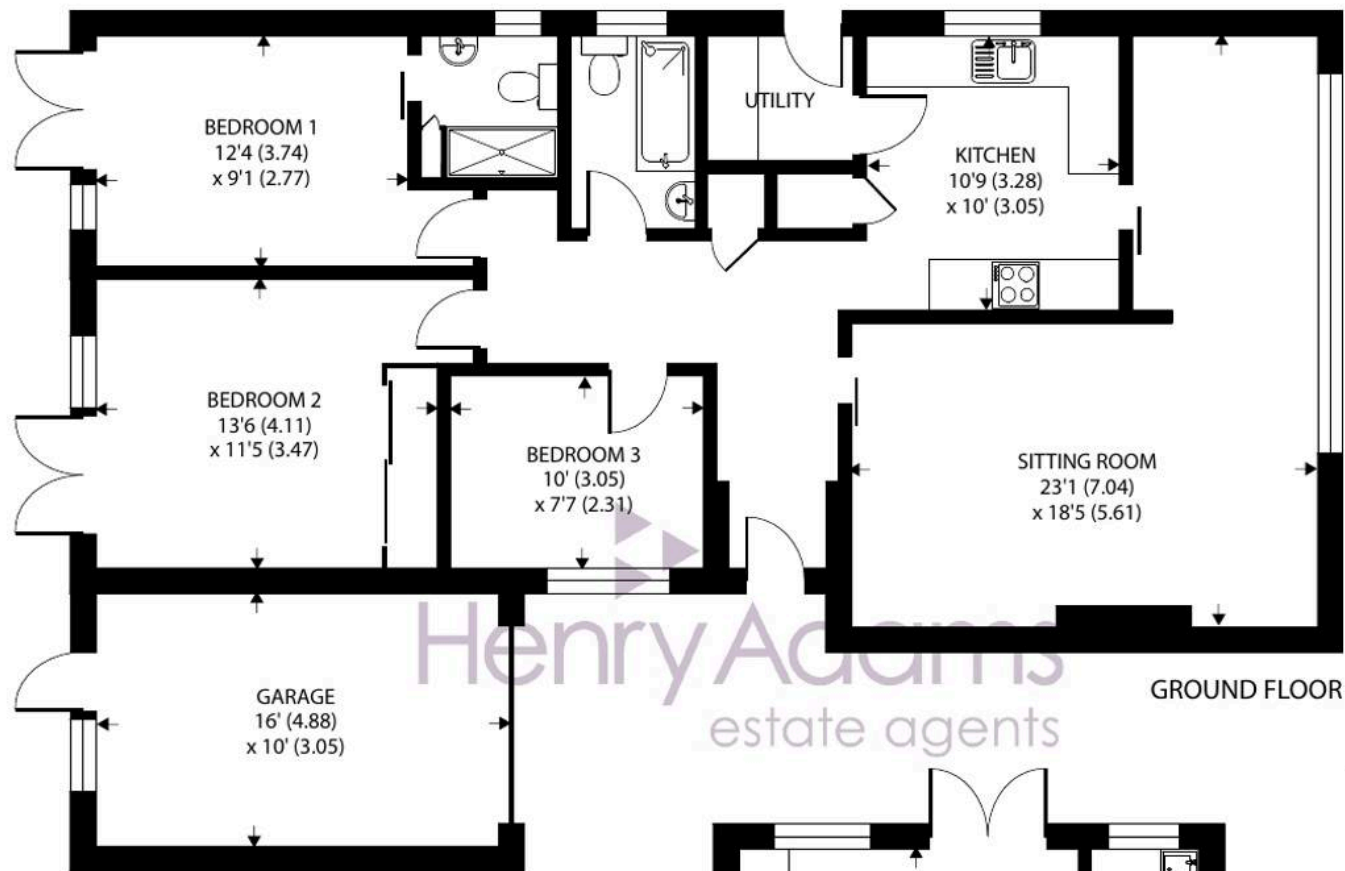 BEDROOM 1
12'4 (3.74)
x 9'1 (2.77)
UTILITY
KITCHEN
10'9 (3.28)
x 10' (3.05)
BEDROOM 2
13'6 (4.11)
x 11'5 (3.47)
BEDROOM 3
10' (3.05)
x 7'7 (2.31)
SITTING ROOM
23'1 (7.04)
x 18'5 (5.61)
GARAGE
16' (4.88)
x 10' (3.05)
Henry Adams
estate agents
GROUND FLOOR